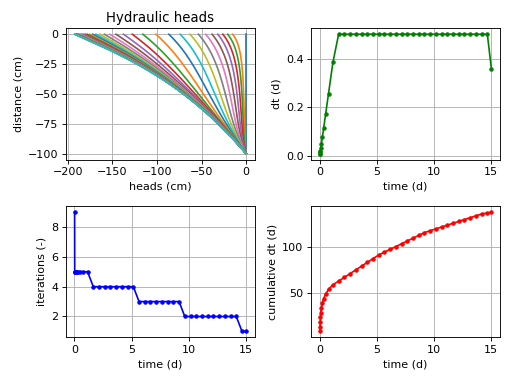 Hydraulic heads
0
−25
−50
−75
−100
distance (cm)
−200 −150 −100 −50 0
heads (cm)
0.4
0.2
0.0
dt (d)
0 5 10 15
time (d)
8
6
4
2
iterations (-)
0 5 10 15
time (d)
100
50
cumulative dt (d)
0 5 10 15
time (d)